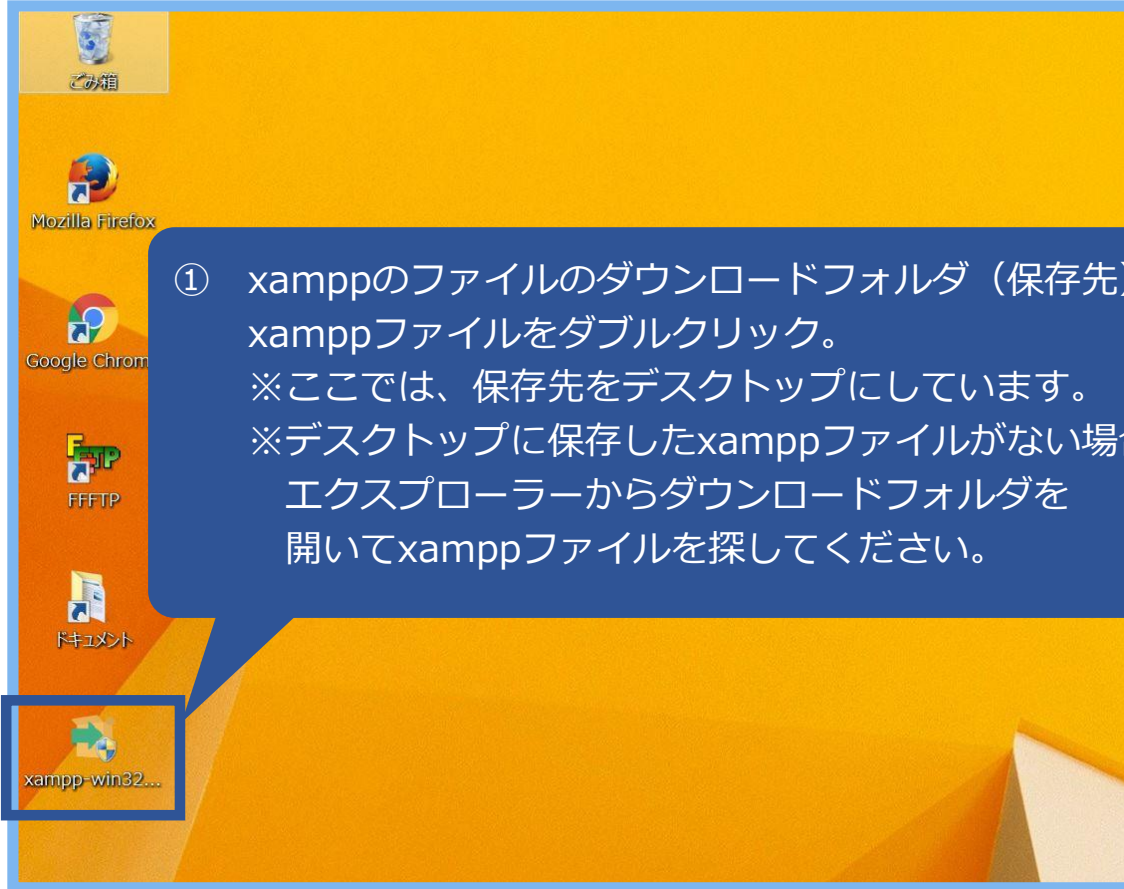 ごみ箱
Mozilla Firefox
① xamppのファイルのダウンロードフォルダ（保存先）
xamppファイルをダブルクリック。
※ここでは、保存先をデスクトップにしています。
※デスクトップに保存したxamppファイルがない場
エクスプローラーからダウンロードフォルダを
開いてxamppファイルを探してください。
Google Chrom
FFFTP
ドキュメント
xampp-win32...